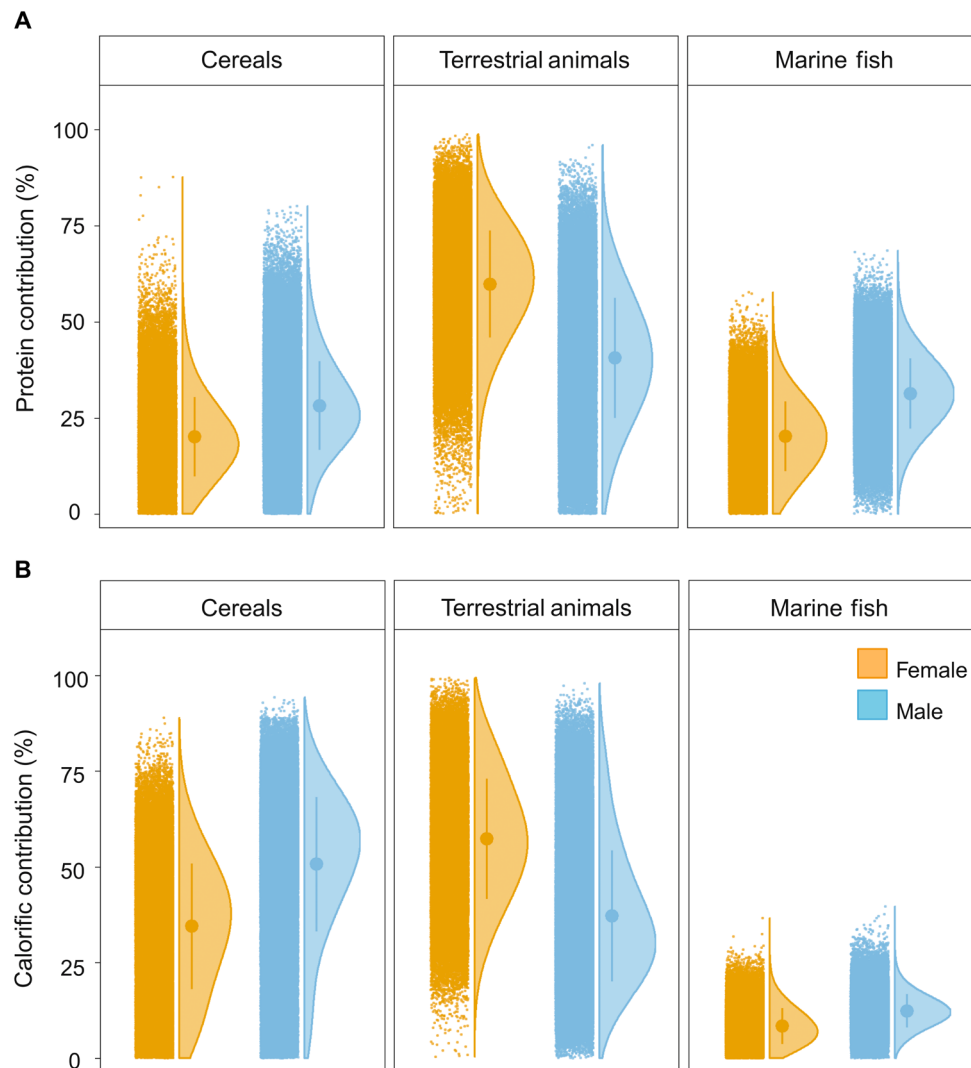 A
Cereals
Terrestrial animals
Marine fish
Protein contribution (%)
100
75
50
25
0
B
Cereals
Terrestrial animals
Marine fish
Calorific contribution (%)
100
75
50
25
0
Female
Male